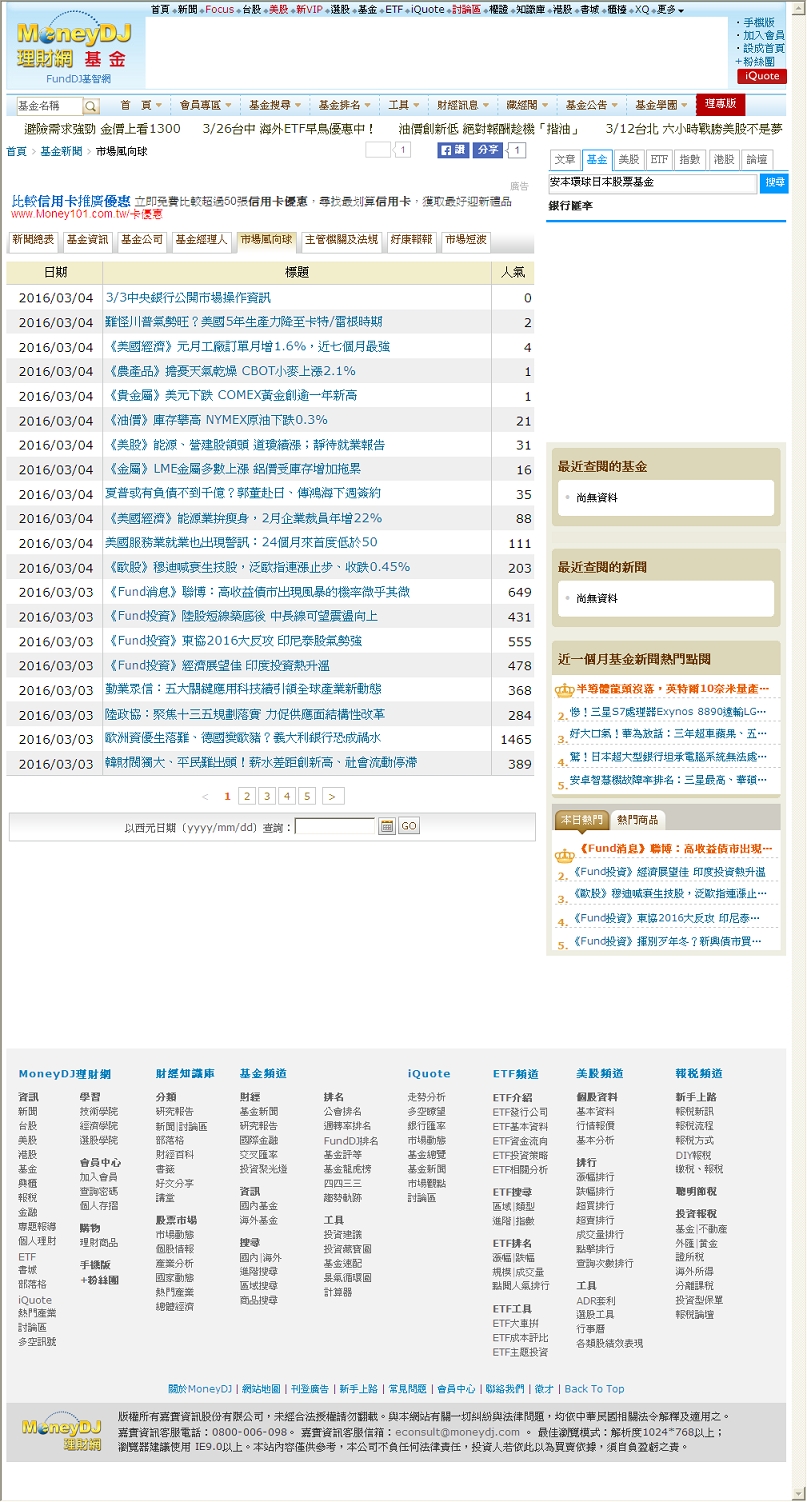 首頁 新聞 Focus 台股 美股 新VIP 選股 基金 ETF iQuote 討論區 權證 知識庫 港股 書城 櫃檯 XQ 更多
MoneyDJ
理財網 基金
FundDJ基智網
手機版
加入會員
設成首頁
+粉絲團
iQuote
基金名稱 首 頁 會員專區 基金搜尋 基金排名 工具 財經訊息 藏經閣 基金公告 基金學園 理專版
避險需求強勁 金價上看1300 3/26台中 海外ETF早鳥優惠中！ 油價創新低 絕對報酬趁機「揩油」 3/12台北 六小時戰勝美股不是夢
首頁 > 基金新聞 > 市場風向球
1 讚 分享 1
廣告
比較信用卡推廣優惠 立即免費比較超過50張信用卡優惠，尋找最划算信用卡，獲取最好迎新禮品
www.Money101.com.tw/卡優惠
新聞總表 基金資訊 基金公司 基金經理人 市場風向球 主管機關及法規 好康報報 市場短波
日期 標題 人氣
2016/03/04 3/3中央銀行公開市場操作資訊 0
2016/03/04 難怪川普氣勢旺？美國5年生產力降至卡特/雷根時期 2
2016/03/04 《美國經濟》元月工廠訂單月增1.6%，近七個月最強 4
2016/03/04 《農產品》擔憂天氣乾燥 CBOT小麥上漲2.1% 1
2016/03/04 《貴金屬》美元下跌 COMEX黃金創逾一年新高 1
2016/03/04 《油價》庫存攀高 NYMEX原油下跌0.3% 21
2016/03/04 《美股》能源、營建股領頭 道瓊續漲；靜待就業報告 31
2016/03/04 《金屬》LME金屬多數上漲 鋁價受庫存增加拖累 16
2016/03/04 夏普或有負債不到千億？郭董赴日、傳鴻海下週簽約 35
2016/03/04 《美國經濟》能源業拚瘦身，2月企業裁員年增22% 88
2016/03/04 美國服務業就業也出現警訊：24個月來首度低於50 111
2016/03/04 《歐股》穆迪喊衰生技股，泛歐指連漲止步、收跌0.45% 203
2016/03/03 《Fund消息》聯博：高收益債市出現風暴的機率微乎其微 649
2016/03/03 《Fund投資》陸股短線築底後 中長線可望震盪向上 431
2016/03/03 《Fund投資》東協2016大反攻 印尼泰股氣勢強 555
2016/03/03 《Fund投資》經濟展望佳 印度投資熱升溫 478
2016/03/03 勤業眾信：五大關鍵應用科技續引領全球產業新動態 368
2016/03/03 陸政協：聚焦十三五規劃落實 力促供應面結構性改革 284
2016/03/03 歐洲資優生落難、德國變歐豬？義大利銀行恐成禍水 1465
2016/03/03 韓財閥獨大、平民難出頭！薪水差距創新高、社會流動停滯 389
< 1 2 3 4 5 >
以西元日期（yyyy/mm/dd）查詢： GO
文章 基金 美股 ETF 指數 港股 論壇
安本環球日本股票基金 搜尋
銀行匯率
最近查閱的基金
尚無資料
最近查閱的新聞
尚無資料
近一個月基金新聞熱門點閱
半導體龍頭沒落，英特爾10奈米量產…
2. 慘！三星S7處理器Exynos 8890遠輸LG…
3. 好大口氣！華為放話：三年超車蘋果、五…
4. 驚！日本超大型銀行坦承電腦系統無法處…
5. 安卓智慧機故障率排名：三星最高、華碩…
本日熱門 熱門商品
《Fund消息》聯博：高收益債市出現…
2. 《Fund投資》經濟展望佳 印度投資熱升溫
3. 《歐股》穆迪喊衰生技股，泛歐指連漲止…
4. 《Fund投資》東協2016大反攻 印尼泰…
5. 《Fund投資》揮別歹年冬？新興債市買…
MoneyDJ理財網 財經知識庫 基金頻道 iQuote ETF頻道 美股頻道 報稅頻道
資訊
新聞
台股
美股
港股
基金
興櫃
報稅
金融
專題報導
個人理財
ETF
書城
部落格
iQuote
熱門產業
討論區
多空訊號
學習
技術學院
經濟學院
選股學院
會員中心
加入會員
查詢密碼
個人存摺
購物
理財商品
手機版
+粉絲團
分類
研究報告
新聞|討論區
部落格
財經百科
書籤
好文分享
講堂
股票市場
市場動態
個股情報
產業分析
國家動態
熱門產業
總體經濟
財經
基金新聞
研究報告
國際金融
交叉匯率
投資聚光燈
資訊
國內基金
海外基金
搜尋
國內|海外
進階搜尋
區域搜尋
商品搜尋
排名
公會排名
週轉率排名
FundDJ排名
基金評等
基金龍虎榜
四四三三
趨勢軌跡
工具
投資建議
投資藏寶圖
基金速配
景氣循環圖
計算器
走勢分析
多空瞭望
銀行匯率
市場動態
基金總覽
基金新聞
市場觀點
討論區
ETF介紹
ETF發行公司
ETF基本資料
ETF資金流向
ETF投資策略
ETF相關分析
ETF搜尋
區域|類型
進階|指數
ETF排名
漲幅|跌幅
規模|成交量
點閱人氣排行
ETF工具
ETF大車拚
ETF成本評比
ETF主題投資
個股資料
基本資料
行情報價
基本分析
排行
漲幅排行
跌幅排行
超買排行
超賣排行
成交量排行
點擊排行
查詢次數排行
工具
ADR套利
選股工具
行事曆
各類股績效表現
新手上路
報稅新訊
報稅流程
報稅方式
DIY報稅
繳稅、報稅
聰明節稅
投資報稅
基金|不動產
外匯|黃金
證所稅
海外所得
分離課稅
投資型保單
報稅論壇
關於MoneyDJ | 網站地圖 | 刊登廣告 | 新手上路 | 常見問題 | 會員中心 | 聯絡我們 | 徵才 | Back To Top
MoneyDJ
理財網
版權所有嘉實資訊股份有限公司，未經合法授權請勿翻載。與本網站有關一切糾紛與法律問題，均依中華民國相關法令解釋及適用之。
嘉實資訊客服電話：0800-006-098。 嘉實資訊客服信箱：econsult@moneydj.com 。 最佳瀏覽模式：解析度1024*768以上；
瀏覽器建議使用 IE9.0以上。本站內容僅供參考，本公司不負任何法律責任，投資人若依此以為買賣依據，須自負盈虧之責。